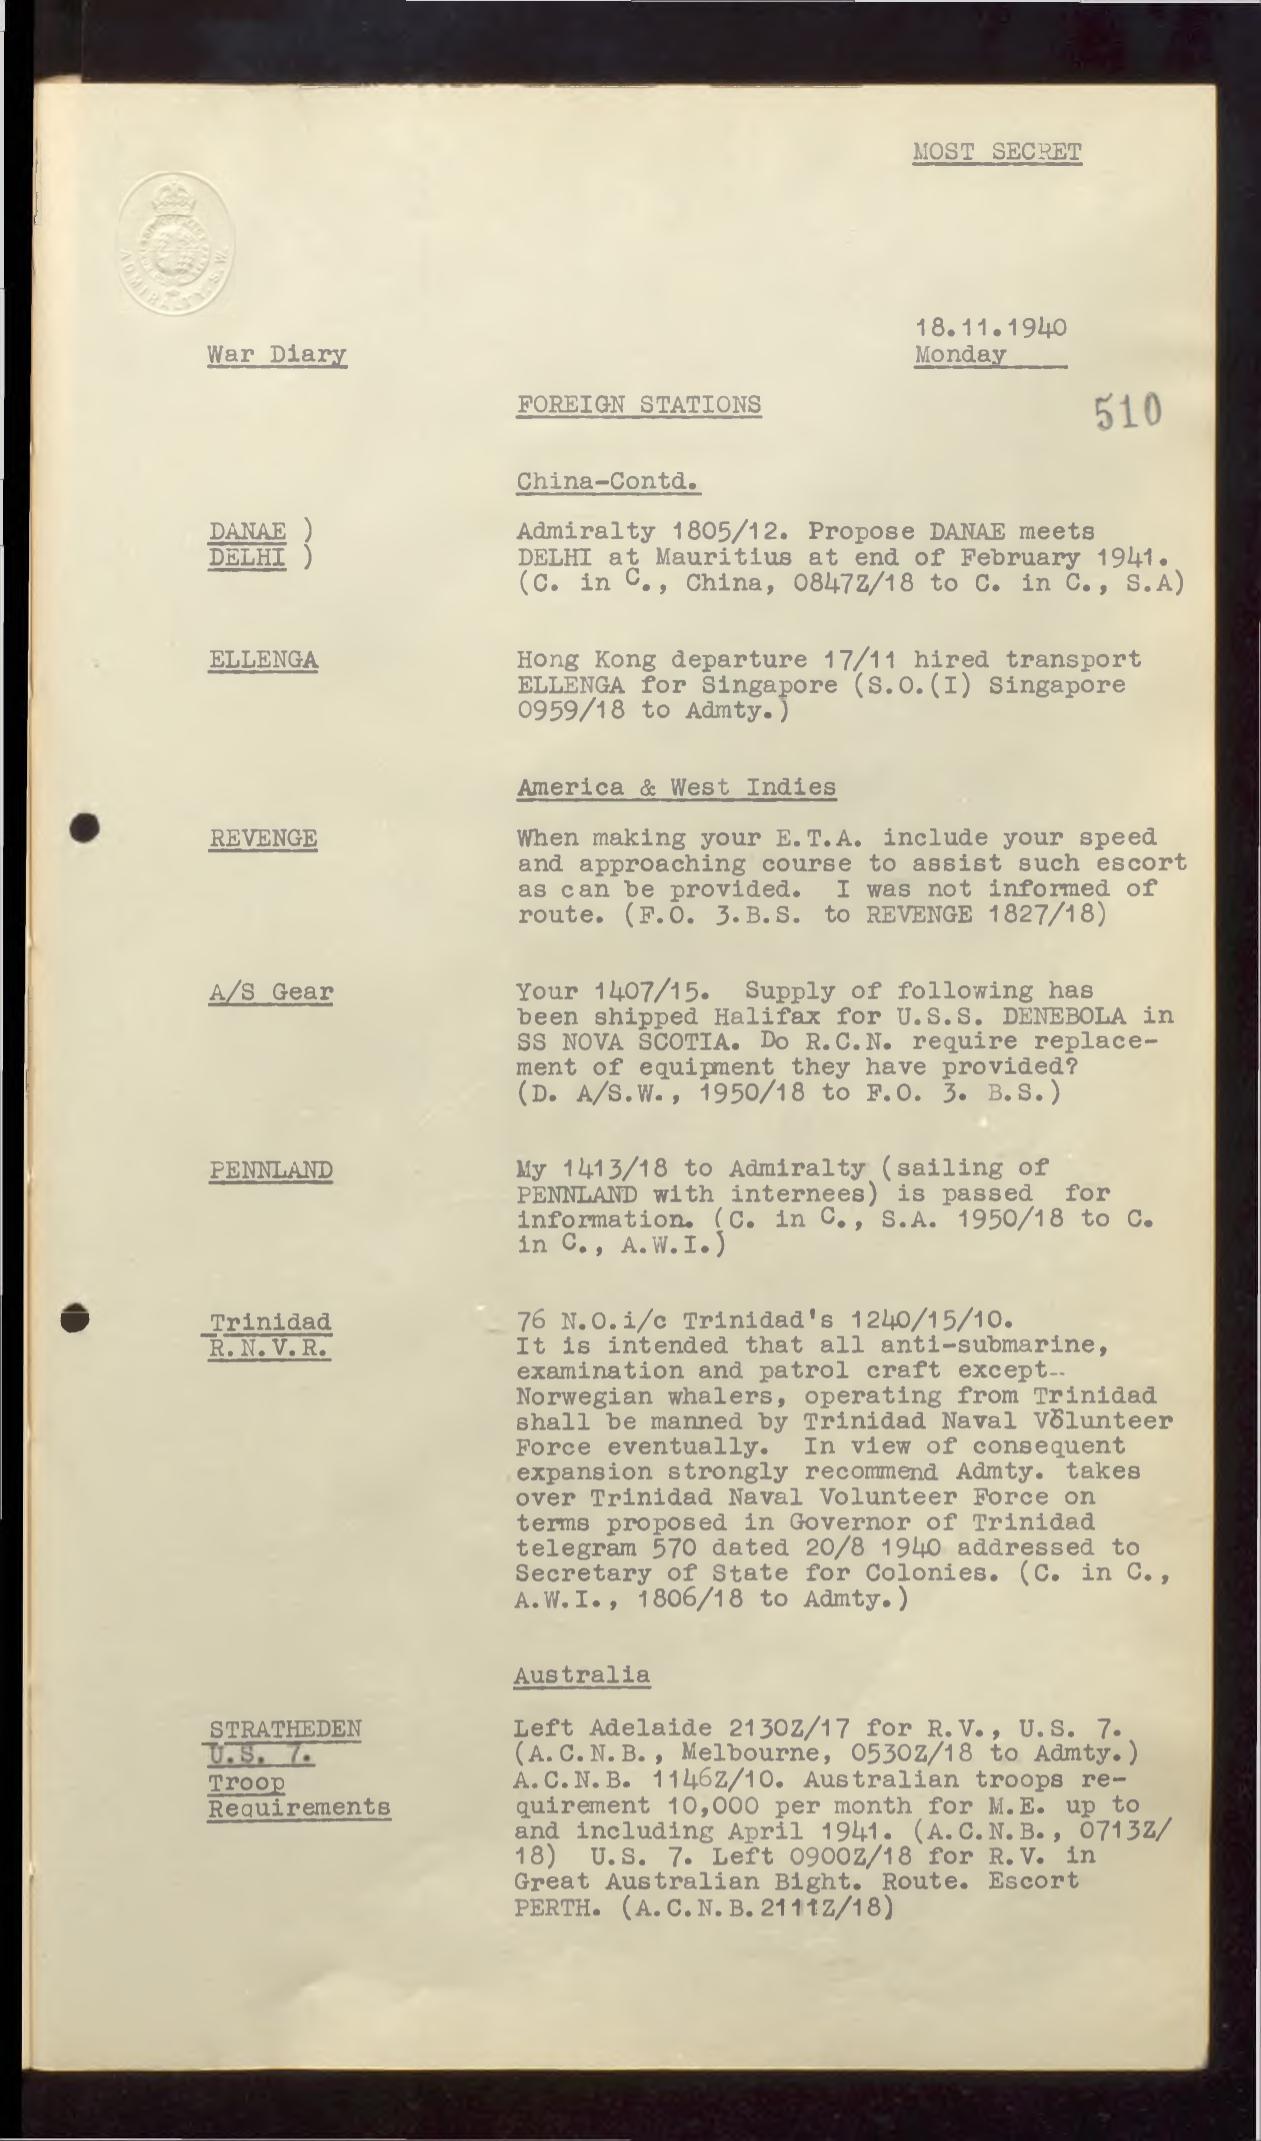 MOST SECRET
ADMIRALTY. S.W.
18.11.1940
War Diary
Monday
FOREIGN STATIONS
510
China-Contd.
DANAE )
DELHI )
Admiralty 1805/12. Propose DANAE meets
DELHI at Mauritius at end of February 1941.
(C. in C., China, 0847Z/18 to C. in C., S.A)
ELLENGA
Hong Kong departure 17/11 hired transport
ELLENGA for Singapore (S.O.(I) Singapore
0959/18 to Admty.)
America & West Indies
REVENGE
When making your E.T.A. include your speed
and approaching course to assist such escort
as can be provided. I was not informed of
route. (F.O. 3.B.S. to REVENGE 1827/18)
A/S Gear
Your 1407/15. Supply of following has
been shipped Halifax for U.S.S. DENEBOLA in
SS NOVA SCOTIA. Do R.C.N. require replace-
ment of equipment they have provided?
(D. A/S.W., 1950/18 to F.O. 3. B.S.)
PENNLAND
My 1413/18 to Admiralty (sailing of
PENNLAND with internees) is passed for
information. (C. in C., S.A. 1950/18 to C.
in C., A.W.I.)
Trinidad
R.N.V.R.
76 N.O.i/c Trinidad's 1240/15/10.
It is intended that all anti-submarine,
examination and patrol craft except--
Norwegian whalers, operating from Trinidad
shall be manned by Trinidad Naval Volunteer
Force eventually. In view of consequent
expansion strongly recommend Admty. takes
over Trinidad Naval Volunteer Force on
terms proposed in Governor of Trinidad
telegram 570 dated 20/8 1940 addressed to
Secretary of State for Colonies. (C. in C.,
A.W.I., 1806/18 to Admty.)
Australia
STRATHEDEN
U.S. 7.
Troop
Requirements
Left Adelaide 2130Z/17 for R.V., U.S. 7.
(A.C.N.B., Melbourne, 0530Z/18 to Admty.)
A.C.N.B. 1146Z/10. Australian troops re-
quirement 10,000 per month for M.E. up to
and including April 1941. (A.C.N.B., 0713Z/
18) U.S. 7. Left 0900Z/18 for R.V. in
Great Australian Bight. Route. Escort
PERTH. (A.C.N.B.2111Z/18)